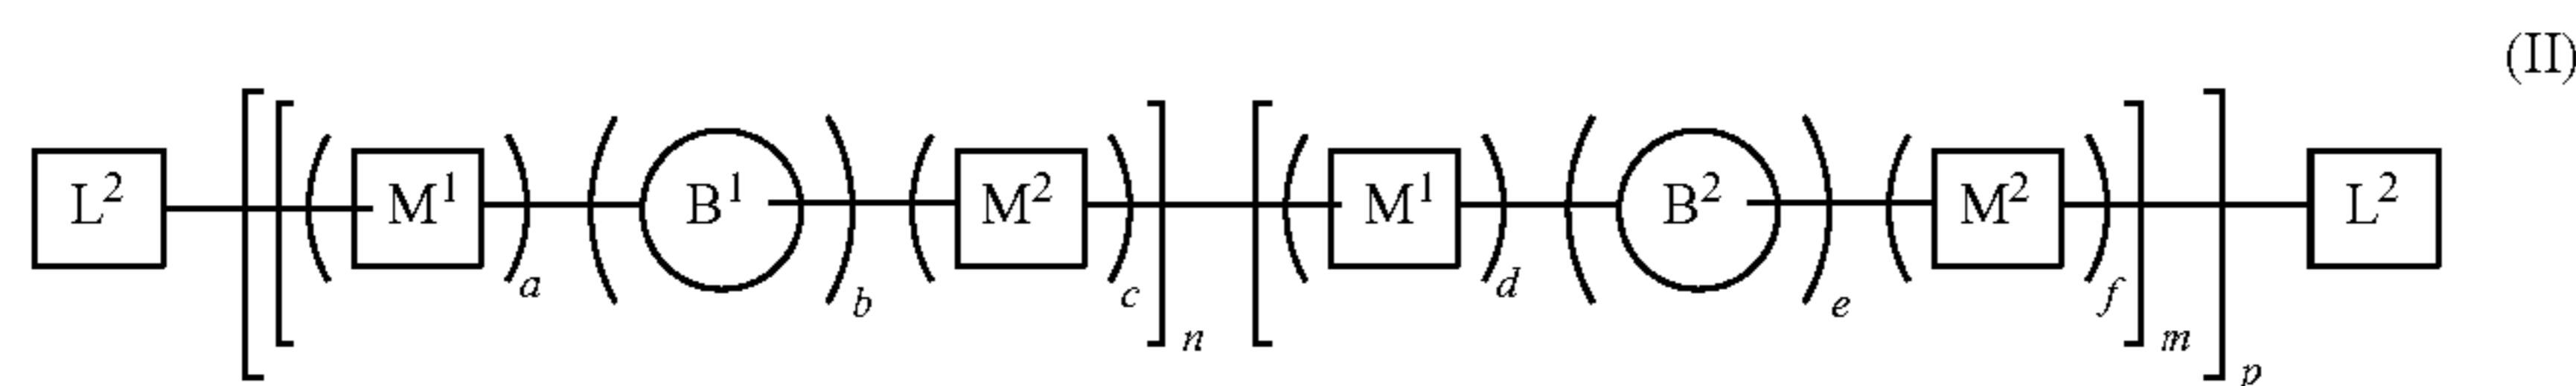 (II)
L² [ [ ( M¹ )a ( B¹ )b ( M² )c ]n [ ( M¹ )d ( B² )e ( M² )f ]m ]p L²